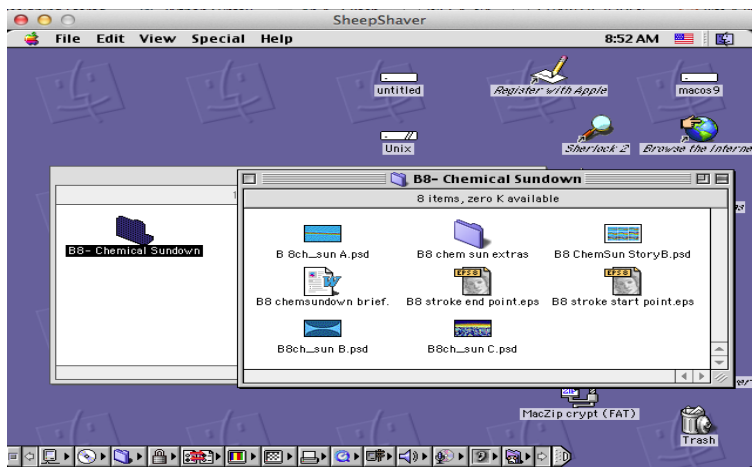 SheepShaver
File Edit View Special Help 8:52 AM
untitled
Register with Apple
macos9
Unix
Sherlock 2
Browse the Interne
B8- Chemical Sundown
B8- Chemical Sundown
8 items, zero K available
B 8ch_sun A.psd
B8 chem sun extras
B8 ChemSun StoryB.psd
B8 chemsundown brief.
B8 stroke end point.eps
B8 stroke start point.eps
B8ch_sun B.psd
B8ch_sun C.psd
MacZip crypt (FAT)
Trash